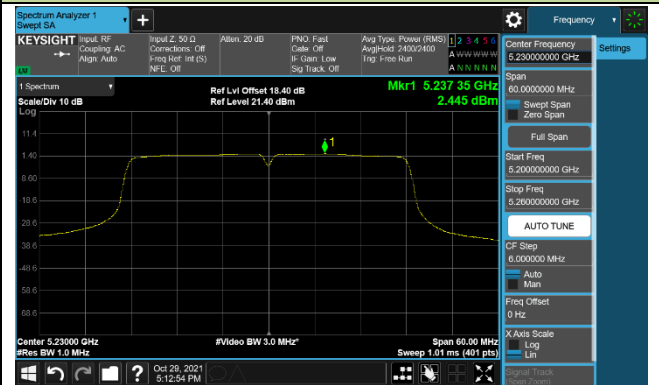 Spectrum Analyzer 1
Swept SA
+
Frequency
KEYSIGHT
Input: RF
Coupling: AC
Align: Auto
Input Z: 50 Ω
Corrections: Off
Freq Ref: Int (S)
NFE: Off
Atten: 20 dB
PNO: Fast
Gate: Off
IF Gain: Low
Sig Track: Off
Avg Type: Power (RMS)
Avg|Hold: 2400/2400
Trig: Free Run
1 2 3 4 5 6
A W W W W W
A N N N N N
LXI
1 Spectrum
Scale/Div 10 dB
Log
Ref Lvl Offset 18.40 dB
Ref Level 21.40 dBm
Mkr1 5.237 35 GHz
2.445 dBm
1
11.4
1.40
-8.60
-18.6
-28.6
-38.6
-48.6
-58.6
-68.6
Center 5.23000 GHz
#Res BW 1.0 MHz
#Video BW 3.0 MHz*
Span 60.00 MHz
Sweep 1.01 ms (401 pts)
Oct 29, 2021
5:12:54 PM
?
Center Frequency
5.230000000 GHz
Span
60.0000000 MHz
Swept Span
Zero Span
Full Span
Start Freq
5.200000000 GHz
Stop Freq
5.260000000 GHz
AUTO TUNE
CF Step
6.000000 MHz
Auto
Man
Freq Offset
0 Hz
X Axis Scale
Log
Lin
Signal Track
(Span Zoom)
Settings